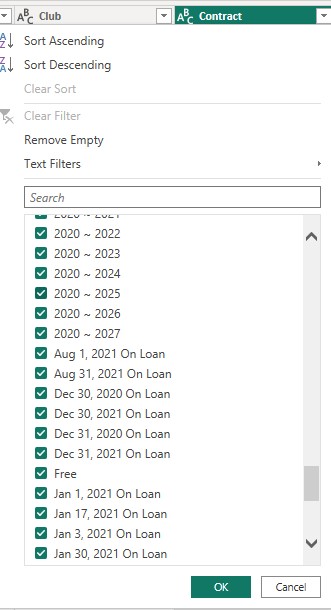 ABC Club ABC Contract
Sort Ascending
Sort Descending
Clear Sort
Clear Filter
Remove Empty
Text Filters
Search
2020 ~ 2021
2020 ~ 2022
2020 ~ 2023
2020 ~ 2024
2020 ~ 2025
2020 ~ 2026
2020 ~ 2027
Aug 1, 2021 On Loan
Aug 31, 2021 On Loan
Dec 30, 2020 On Loan
Dec 30, 2021 On Loan
Dec 31, 2020 On Loan
Dec 31, 2021 On Loan
Free
Jan 1, 2021 On Loan
Jan 17, 2021 On Loan
Jan 3, 2021 On Loan
Jan 30, 2021 On Loan
OK Cancel